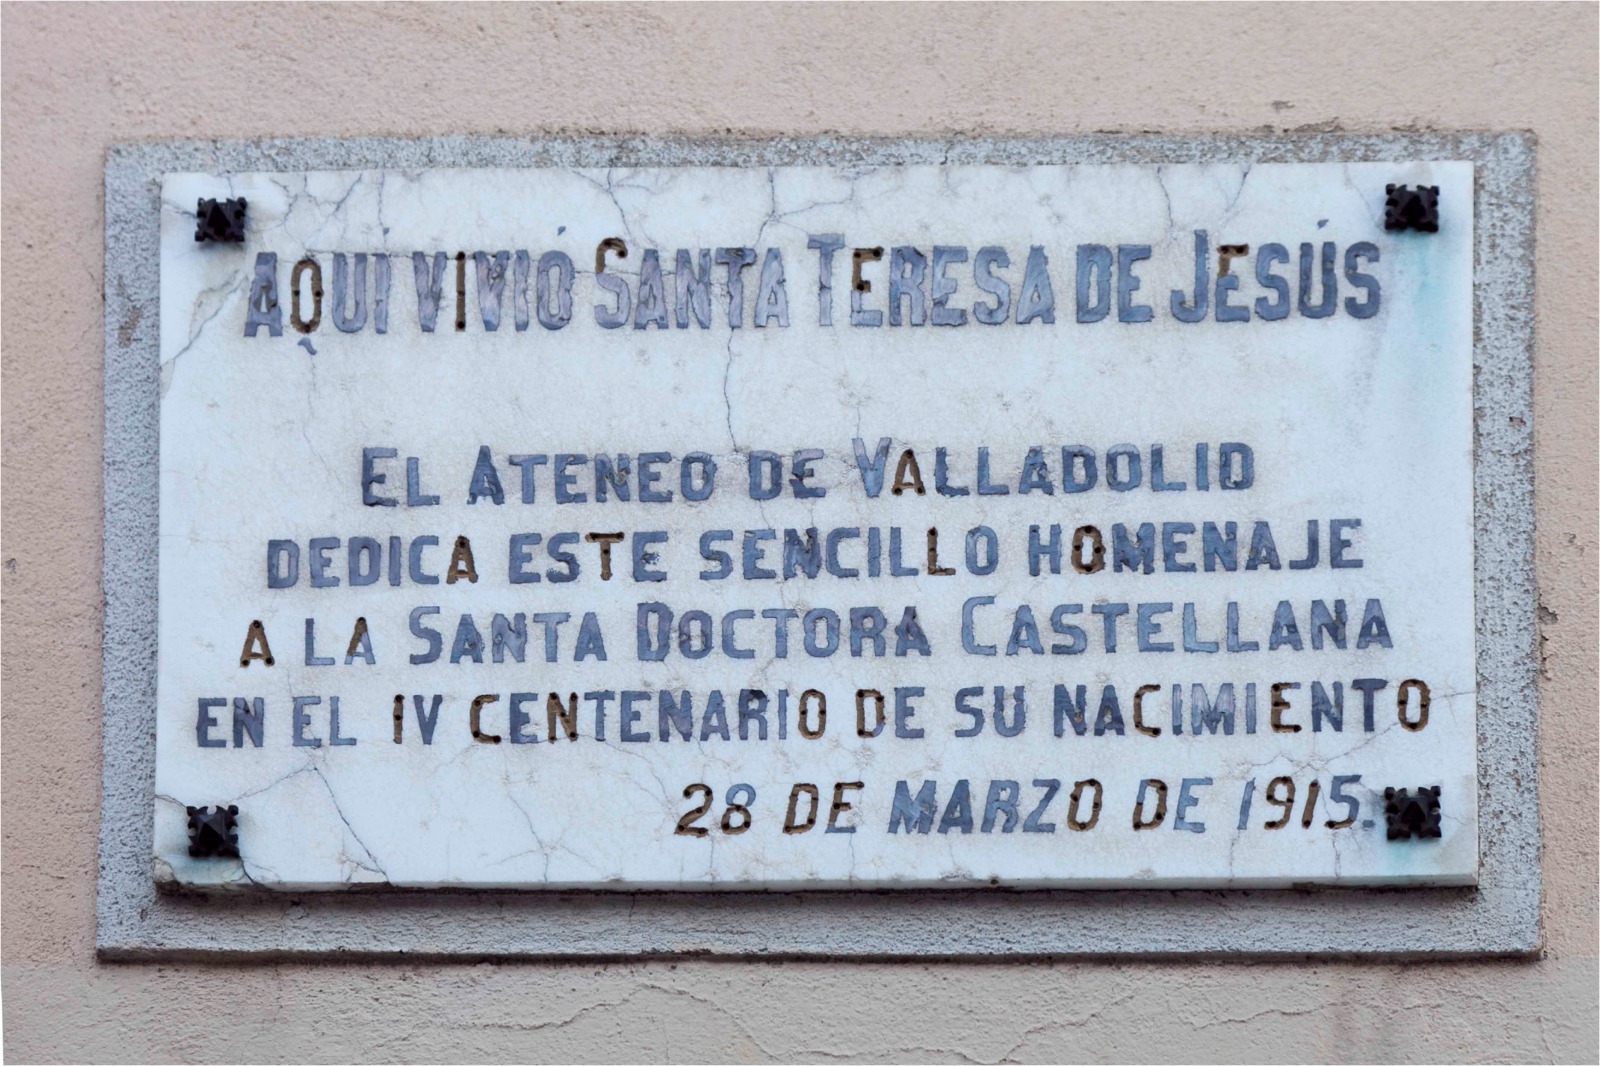 AQUI VIVIÓ SANTA TERESA DE JESÚS
EL ATENEO DE VALLADOLID
DEDICA ESTE SENCILLO HOMENAJE
A LA SANTA DOCTORA CASTELLANA
EN EL IV CENTENARIO DE SU NACIMIENTO
28 DE MARZO DE 1915.